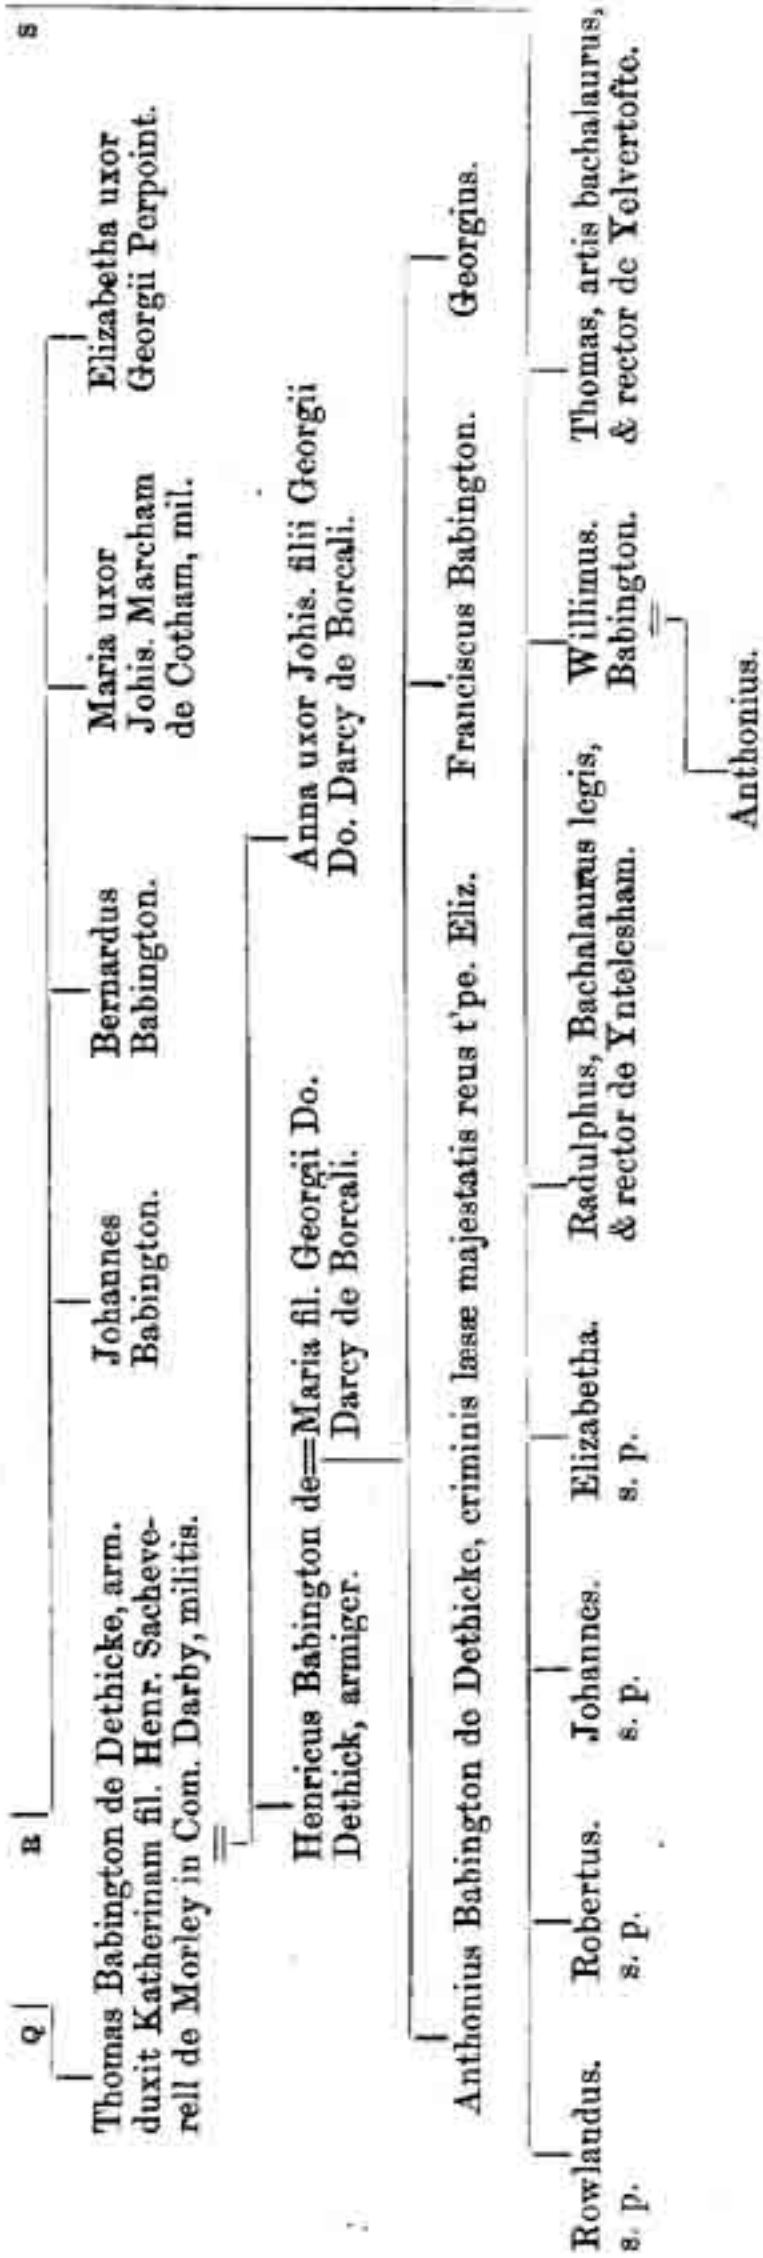 Q R S
Thomas Babington de Dethicke, arm.
duxit Katherinam fil. Henr. Sacheve-
rell de Morley in Com. Darby, militis.
Johannes
Babington.
Bernardus
Babington.
Maria uxor
Johis. Marcham
de Cotham, mil.
Elizabetha uxor
Georgii Perpoint.
Henricus Babington de=Maria fil. Georgii Do.
Dethick, armiger. Darcy de Borcali.
Anna uxor Johis. filii Georgii
Do. Darcy de Borcali.
Anthonius Babington de Dethicke, criminis læsæ majestatis reus t'pe. Eliz.
Franciscus Babington.
Georgius.
Rowlandus.
s. p.
Robertus.
s. p.
Johannes.
s. p.
Elizabetha.
s. p.
Radulphus, Bachalaurus legis,
& rector de Yntelesham.
Willimus.
Babington.
Thomas, artis bachalaurus,
& rector de Yelvertofte.
Anthonius.